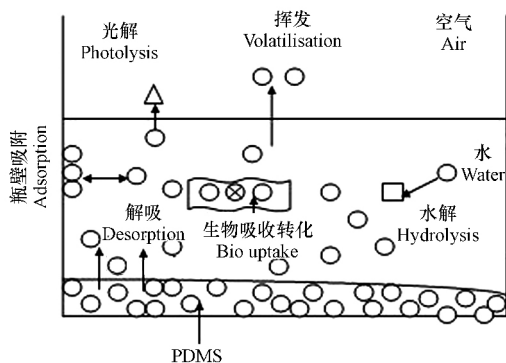 光解
Photolysis
挥发
Volatilisation
空气
Air
瓶壁吸附
Adsorption
水
Water
解吸
Desorption
生物吸收转化
Bio uptake
水解
Hydrolysis
PDMS